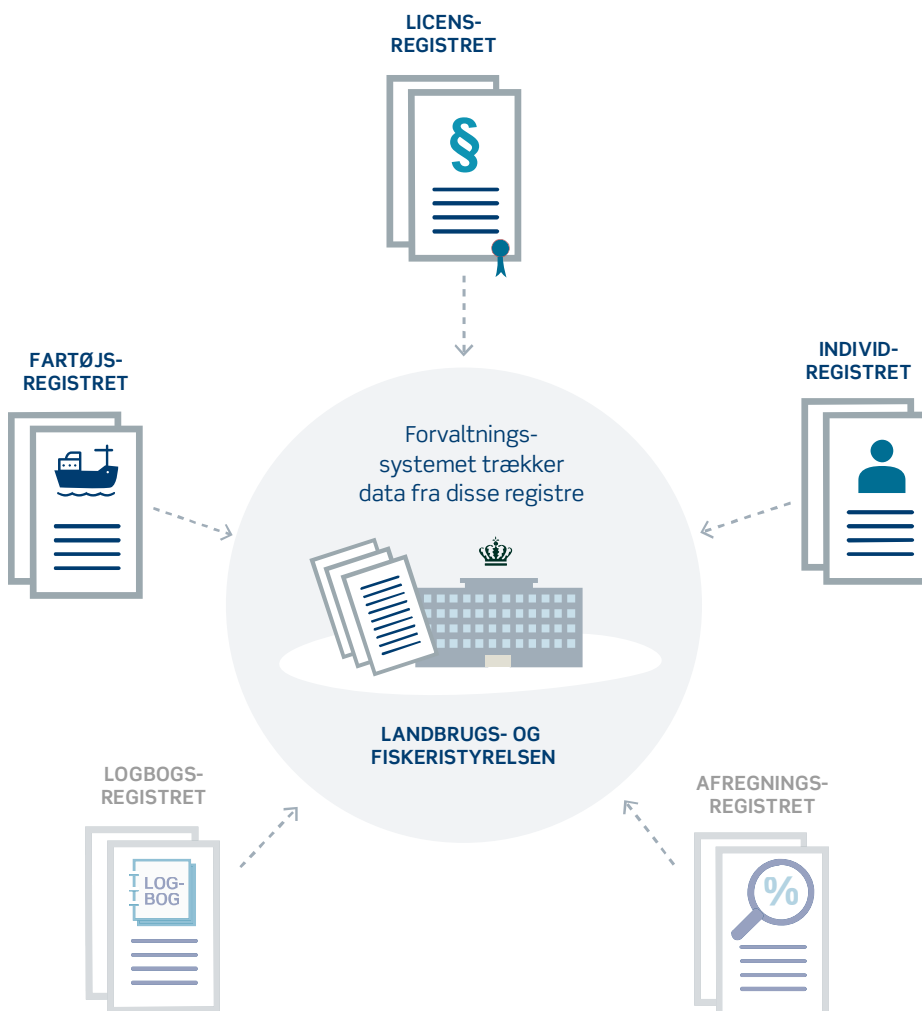 LICENS-
REGISTRET
§
FARTØJS-
REGISTRET
INDIVID-
REGISTRET
Forvaltnings-
systemet trækker
data fra disse registre
LANDBRUGS- OG
FISKERISTYRELSEN
LOGBOGS-
REGISTRET
LOG-
BOG
AFREGNINGS-
REGISTRET
%